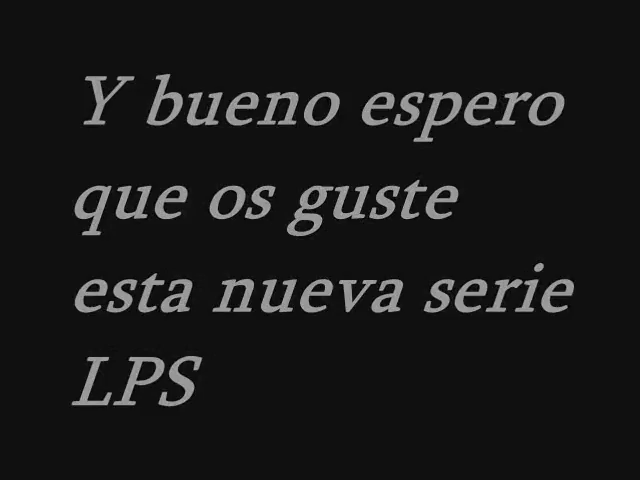 Y bueno espero
que os guste
esta nueva serie
LPS